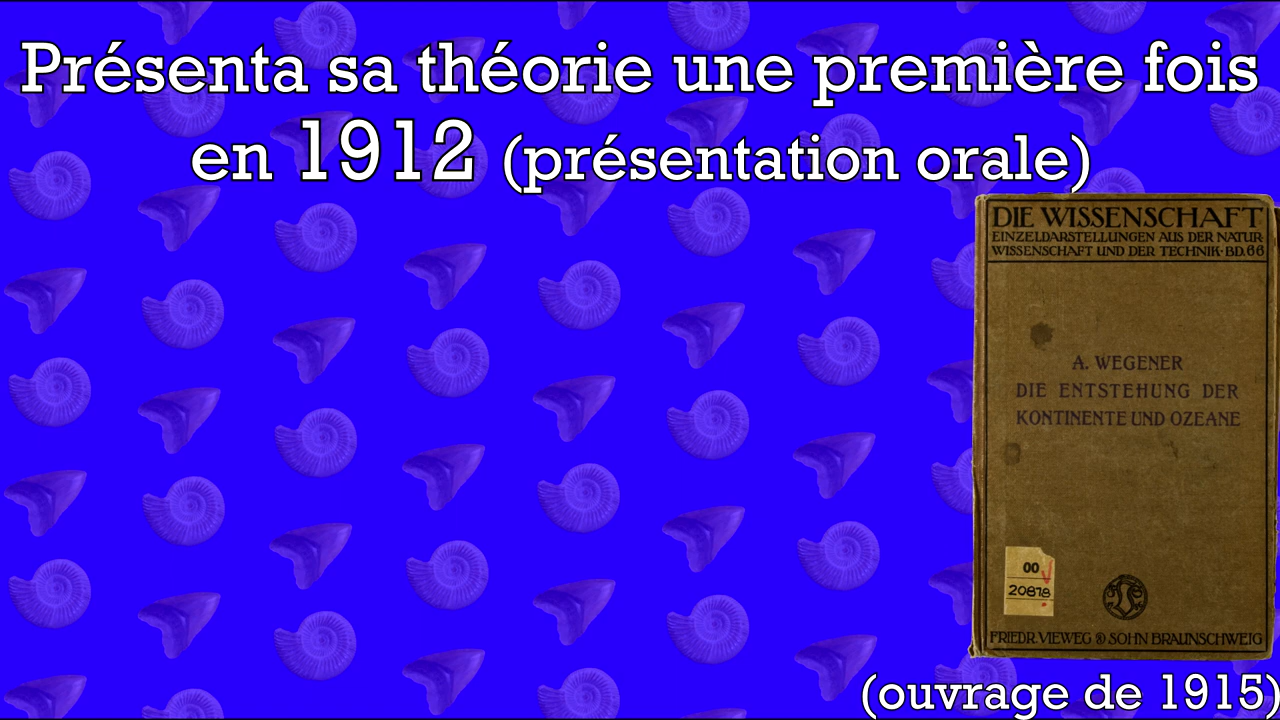 Présenta sa théorie une première fois
en 1912 (présentation orale)
DIE WISSENSCHAFT
EINZELDARSTELLUNGEN AUS DER NATUR-
WISSENSCHAFT UND DER TECHNIK · BD. 66
A. WEGENER
DIE ENTSTEHUNG DER
KONTINENTE UND OZEANE
00
20878
FRIEDR. VIEWEG & SOHN BRAUNSCHWEIG
(ouvrage de 1915)